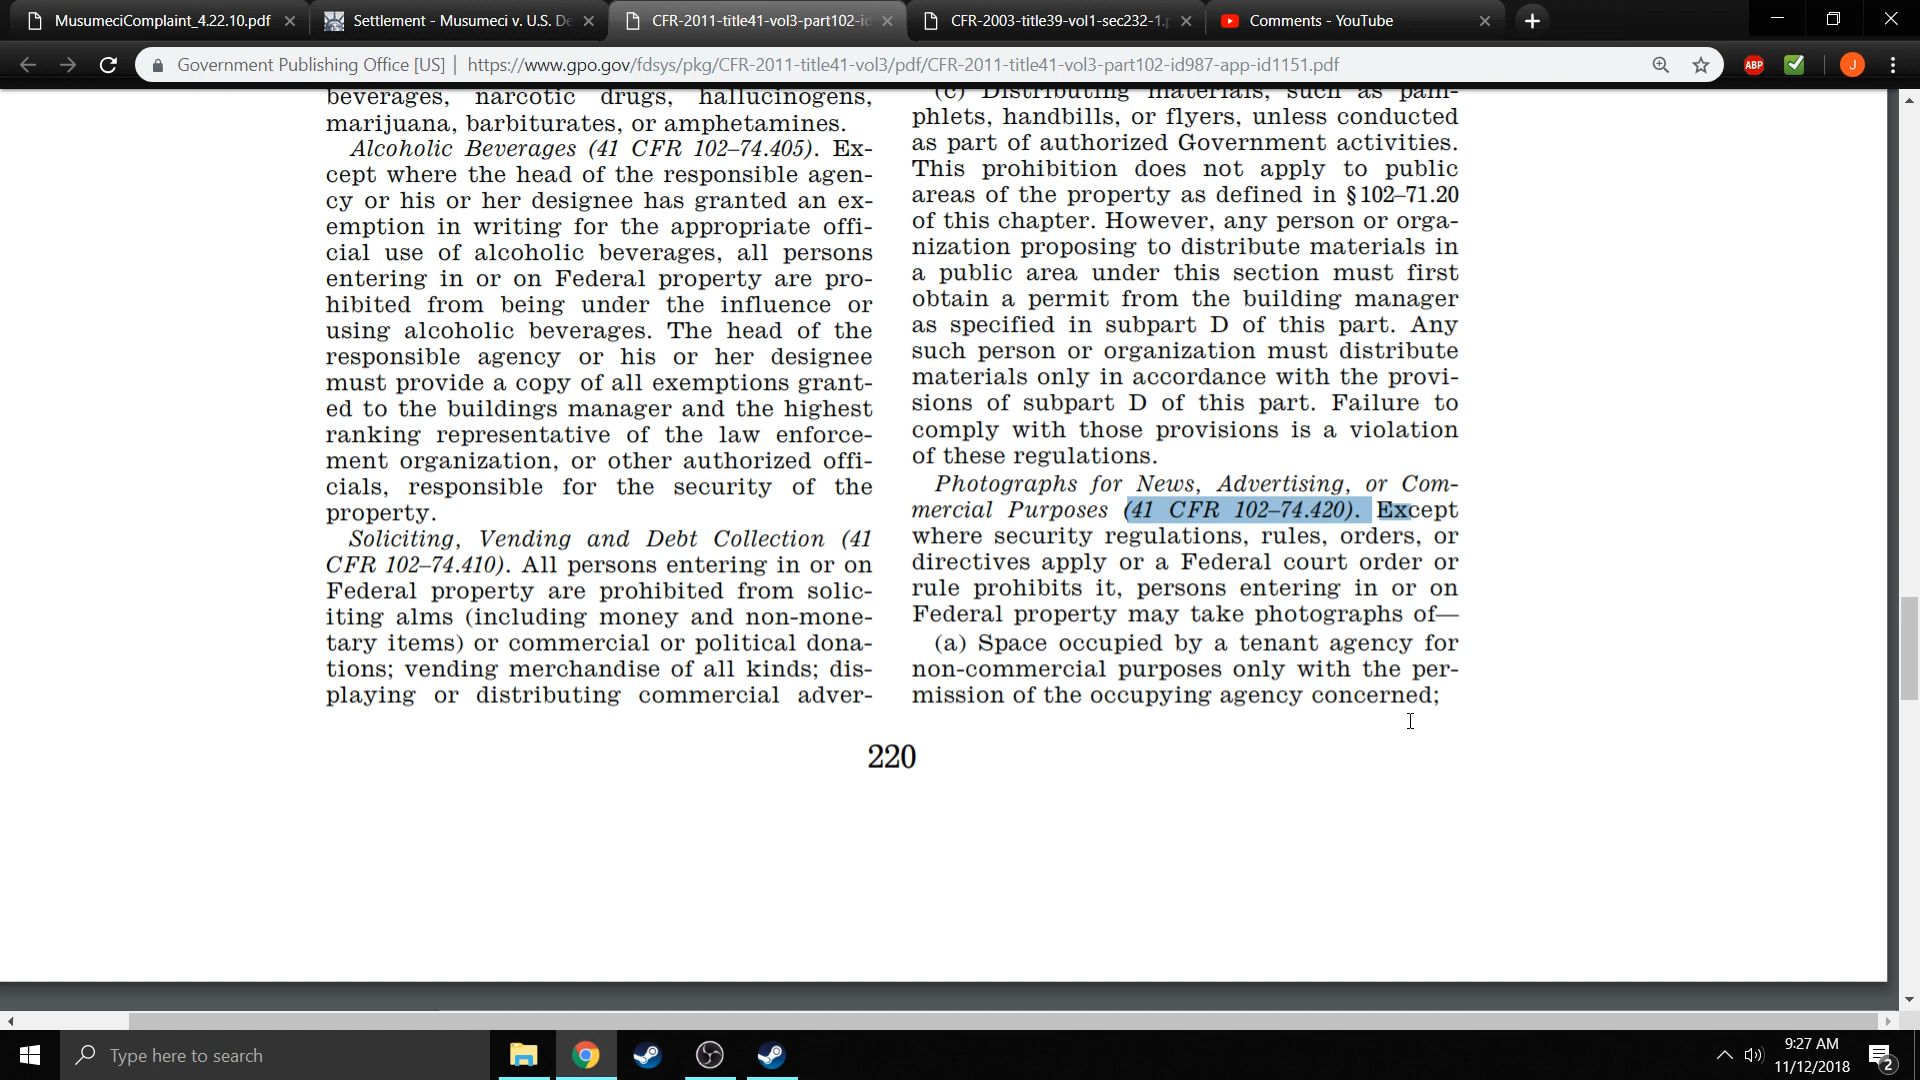 MusumeciComplaint_4.22.10.pdf
Settlement - Musumeci v. U.S. De
CFR-2011-title41-vol3-part102-id
CFR-2003-title39-vol1-sec232-1.p
Comments - YouTube
Government Publishing Office [US] | https://www.gpo.gov/fdsys/pkg/CFR-2011-title41-vol3/pdf/CFR-2011-title41-vol3-part102-id987-app-id1151.pdf
ABP
J
beverages, narcotic drugs, hallucinogens,
marijuana, barbiturates, or amphetamines.
Alcoholic Beverages (41 CFR 102–74.405). Ex-
cept where the head of the responsible agen-
cy or his or her designee has granted an ex-
emption in writing for the appropriate offi-
cial use of alcoholic beverages, all persons
entering in or on Federal property are pro-
hibited from being under the influence or
using alcoholic beverages. The head of the
responsible agency or his or her designee
must provide a copy of all exemptions grant-
ed to the buildings manager and the highest
ranking representative of the law enforce-
ment organization, or other authorized offi-
cials, responsible for the security of the
property.
Soliciting, Vending and Debt Collection (41
CFR 102–74.410). All persons entering in or on
Federal property are prohibited from solic-
iting alms (including money and non-mone-
tary items) or commercial or political dona-
tions; vending merchandise of all kinds; dis-
playing or distributing commercial adver-
(c) Distributing materials, such as pam-
phlets, handbills, or flyers, unless conducted
as part of authorized Government activities.
This prohibition does not apply to public
areas of the property as defined in § 102–71.20
of this chapter. However, any person or orga-
nization proposing to distribute materials in
a public area under this section must first
obtain a permit from the building manager
as specified in subpart D of this part. Any
such person or organization must distribute
materials only in accordance with the provi-
sions of subpart D of this part. Failure to
comply with those provisions is a violation
of these regulations.
Photographs for News, Advertising, or Com-
mercial Purposes (41 CFR 102–74.420). Except
where security regulations, rules, orders, or
directives apply or a Federal court order or
rule prohibits it, persons entering in or on
Federal property may take photographs of—
(a) Space occupied by a tenant agency for
non-commercial purposes only with the per-
mission of the occupying agency concerned;
220
Type here to search
9:27 AM
11/12/2018
2